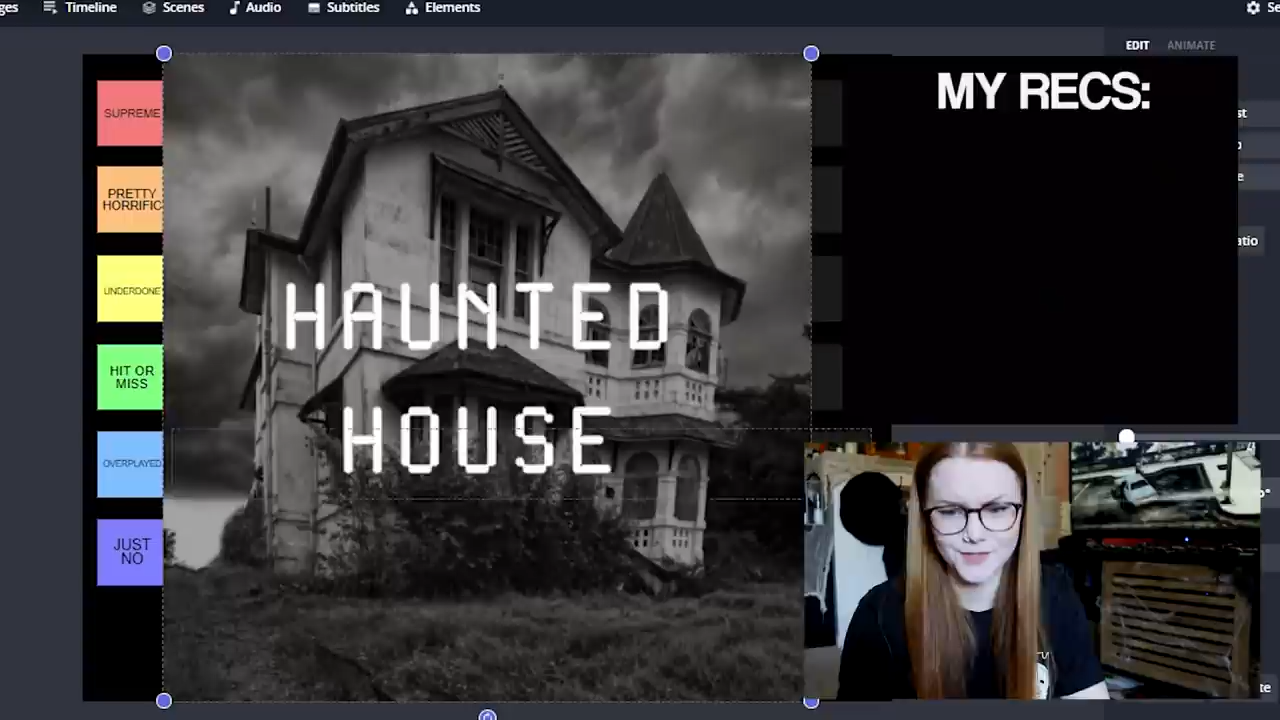 Timeline
Scenes
Audio
Subtitles
Elements
EDIT
ANIMATE
MY RECS:
SUPREME
PRETTY
HORRIFIC
UNDERDONE
HIT OR
MISS
OVERPLAYED
JUST
NO
HAUNTED
HOUSE